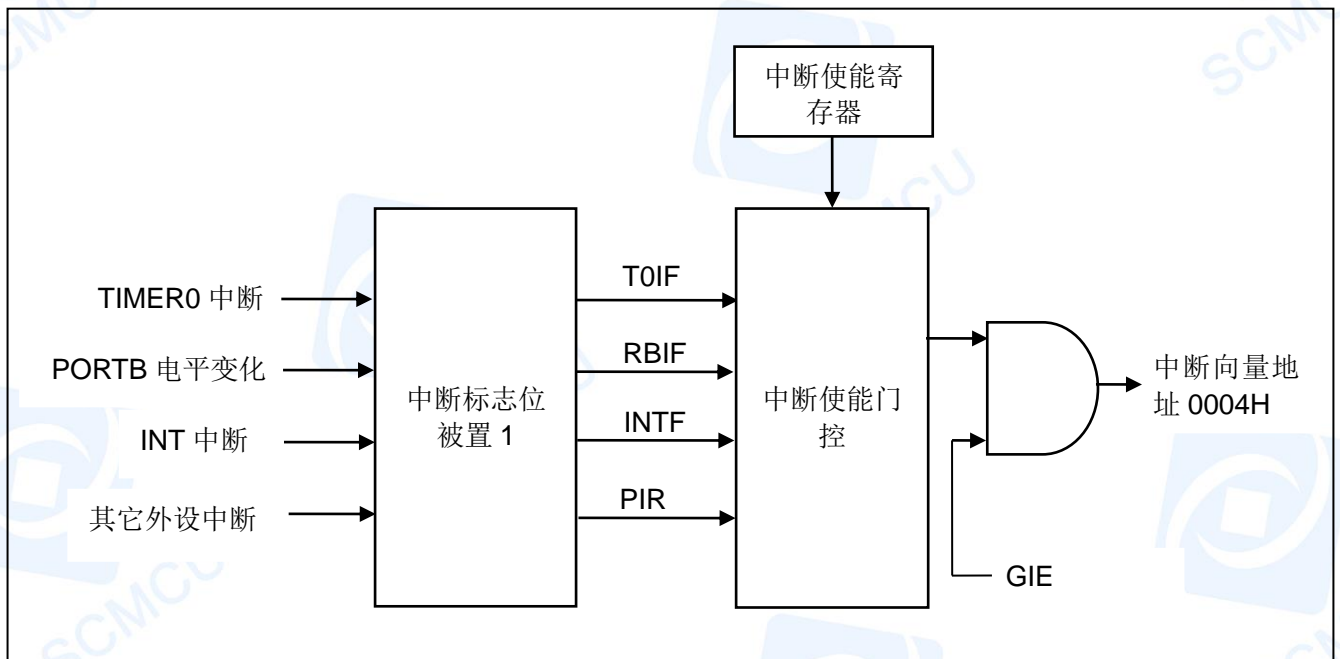 中断使能寄
存器
TIMER0 中断
PORTB 电平变化
INT 中断
其它外设中断
中断标志位
被置 1
T0IF
RBIF
INTF
PIR
中断使能门
控
GIE
中断向量地
址 0004H
SCMCU
SCMCU